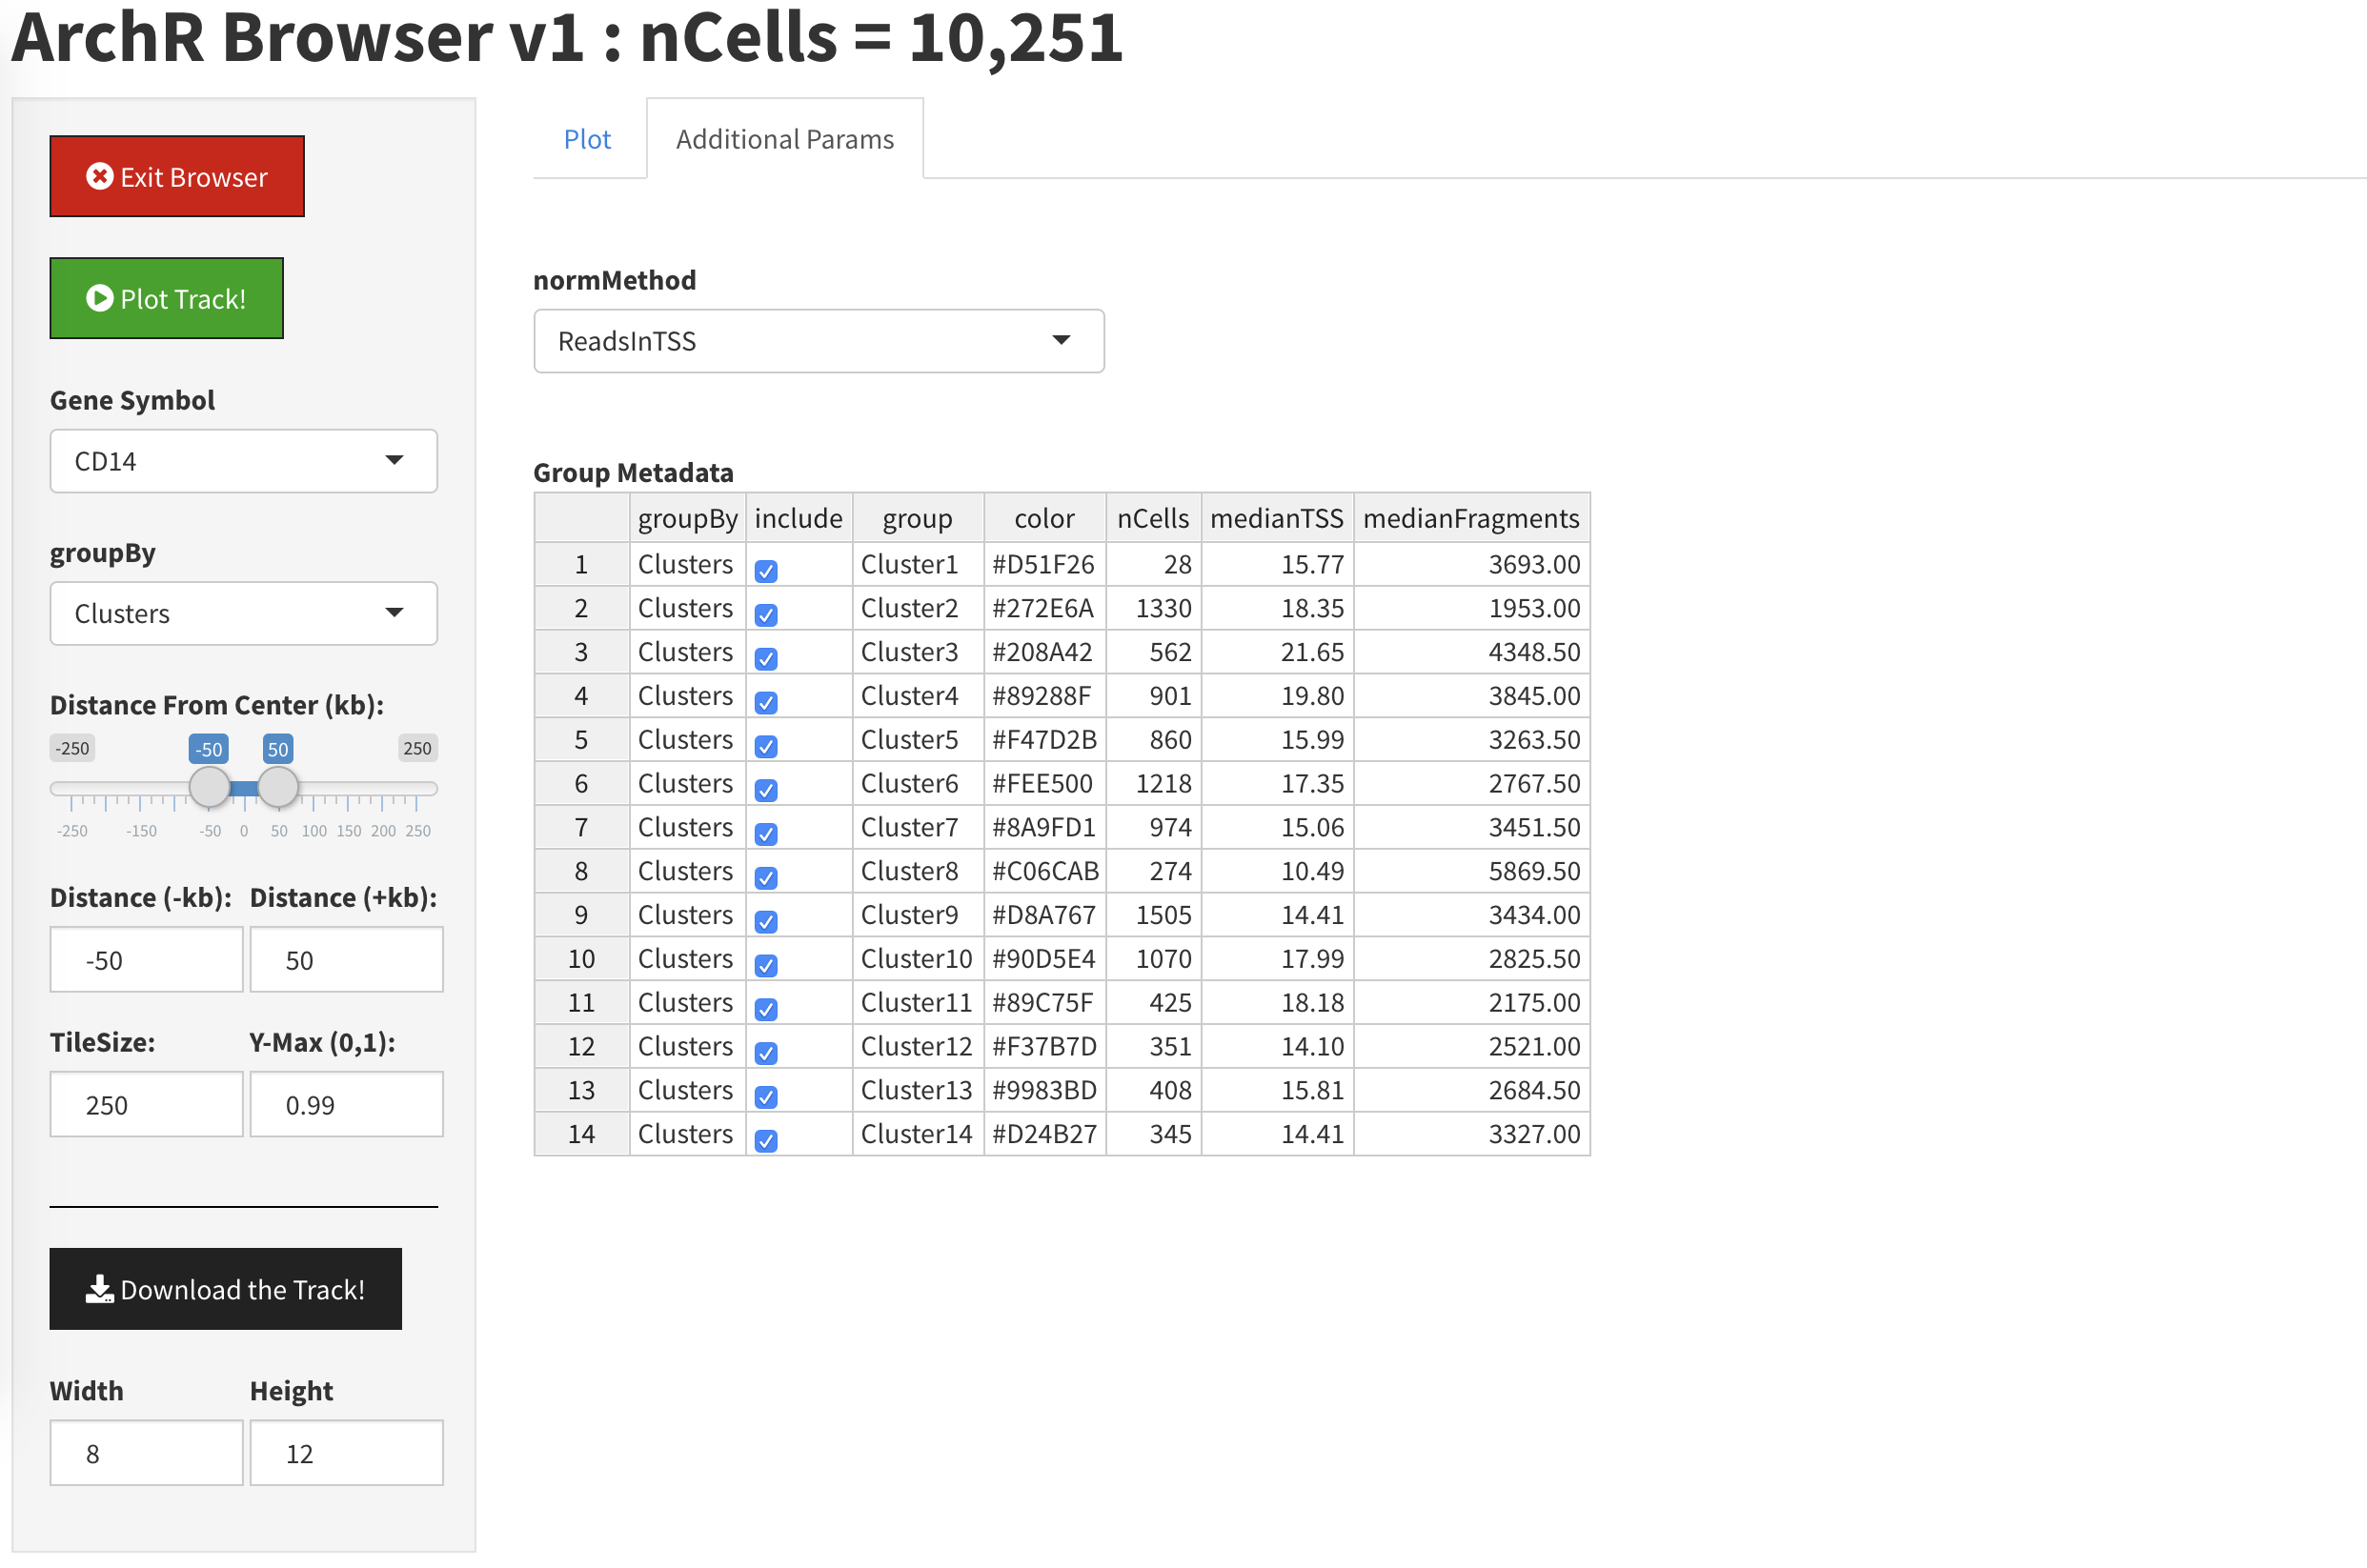 ArchR Browser v1 : nCells = 10,251
Exit Browser
Plot Track!
Gene Symbol
CD14
groupBy
Clusters
Distance From Center (kb):
-250 -50 50 250
-250 -150 -50 0 50 100 150 200 250
Distance (-kb): Distance (+kb):
-50 50
TileSize: Y-Max (0,1):
250 0.99
Download the Track!
Width Height
8 12
Plot Additional Params
normMethod
ReadsInTSS
Group Metadata
groupBy include group color nCells medianTSS medianFragments
1 Clusters Cluster1 #D51F26 28 15.77 3693.00
2 Clusters Cluster2 #272E6A 1330 18.35 1953.00
3 Clusters Cluster3 #208A42 562 21.65 4348.50
4 Clusters Cluster4 #89288F 901 19.80 3845.00
5 Clusters Cluster5 #F47D2B 860 15.99 3263.50
6 Clusters Cluster6 #FEE500 1218 17.35 2767.50
7 Clusters Cluster7 #8A9FD1 974 15.06 3451.50
8 Clusters Cluster8 #C06CAB 274 10.49 5869.50
9 Clusters Cluster9 #D8A767 1505 14.41 3434.00
10 Clusters Cluster10 #90D5E4 1070 17.99 2825.50
11 Clusters Cluster11 #89C75F 425 18.18 2175.00
12 Clusters Cluster12 #F37B7D 351 14.10 2521.00
13 Clusters Cluster13 #9983BD 408 15.81 2684.50
14 Clusters Cluster14 #D24B27 345 14.41 3327.00